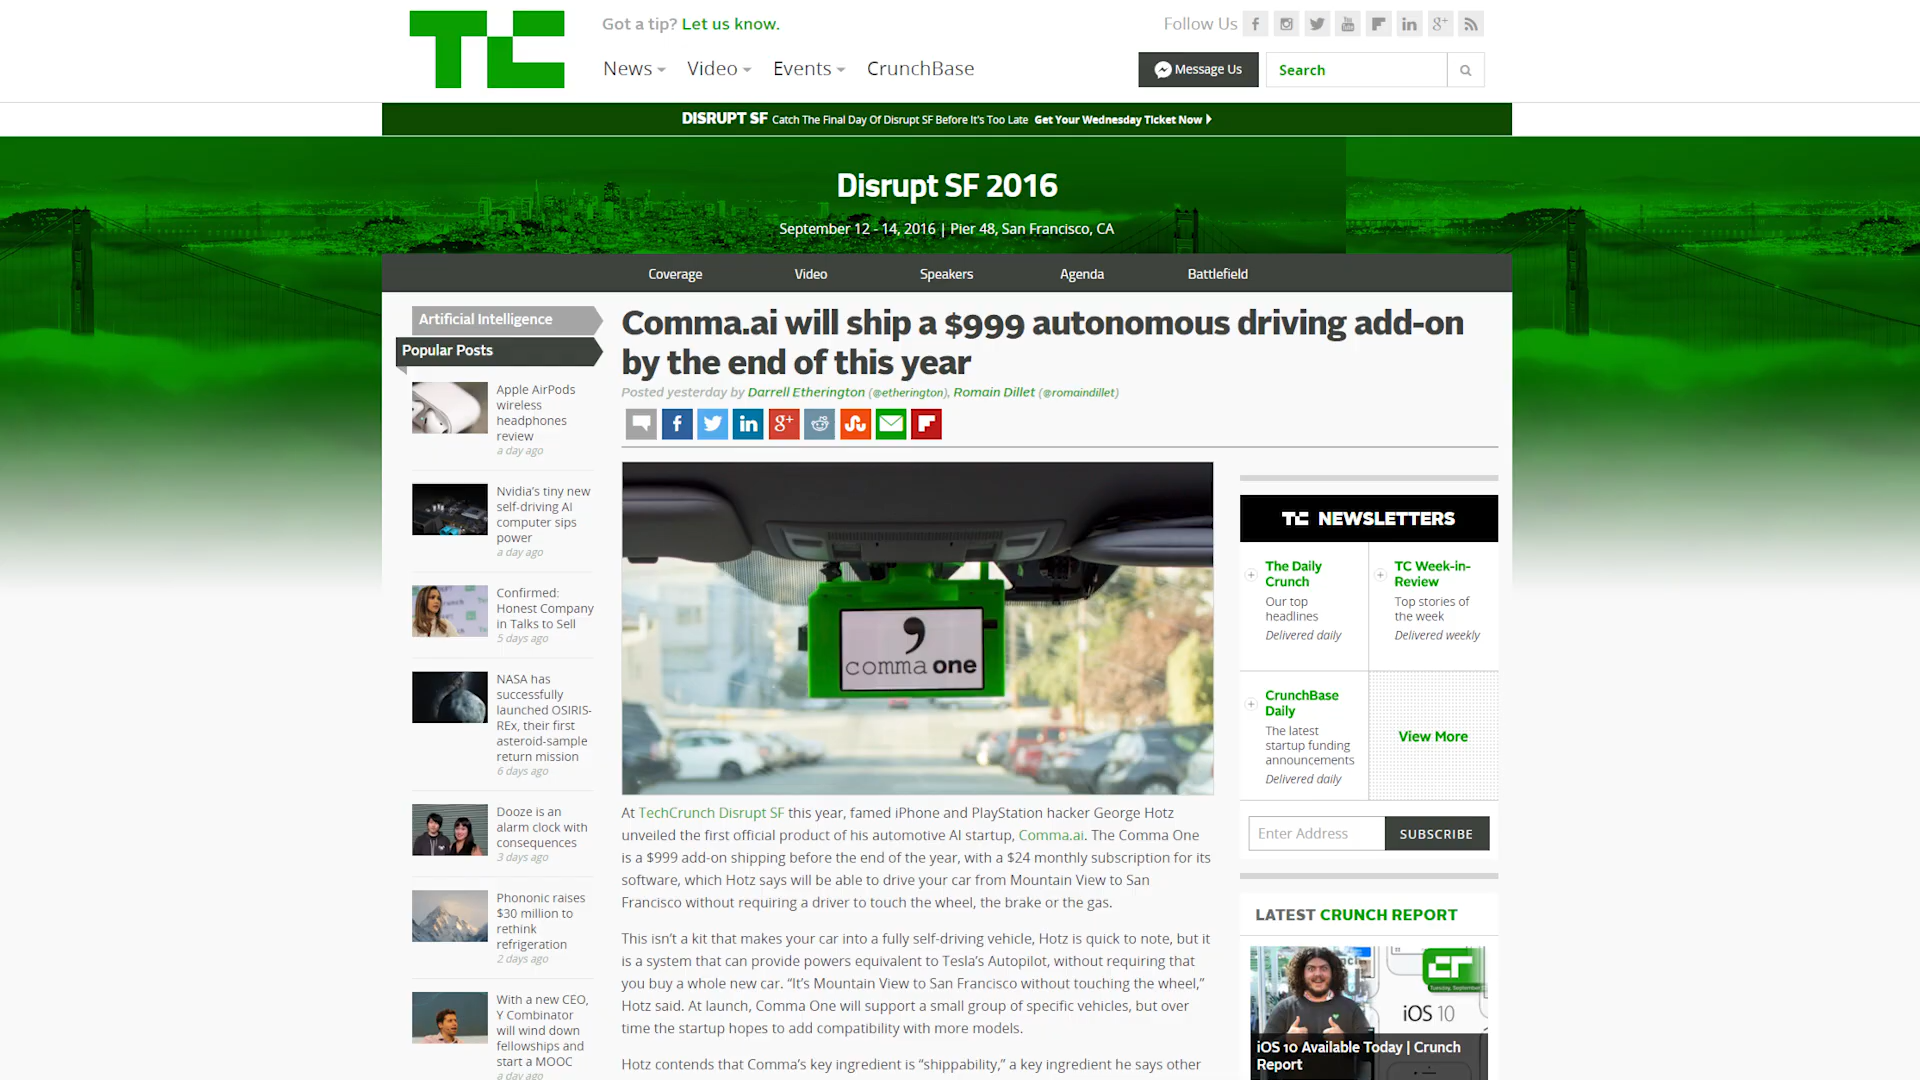 TC
Got a tip? Let us know.
Follow Us
News Video Events CrunchBase
Message Us
Search
DISRUPT SF Catch The Final Day Of Disrupt SF Before It's Too Late Get Your Wednesday Ticket Now
Disrupt SF 2016
September 12 - 14, 2016 | Pier 48, San Francisco, CA
Coverage Video Speakers Agenda Battlefield
Artificial Intelligence
Popular Posts
Apple AirPods
wireless
headphones
review
a day ago
Nvidia's tiny new
self-driving AI
computer sips
power
a day ago
Confirmed:
Honest Company
in Talks to Sell
5 days ago
NASA has
successfully
launched OSIRIS-
REx, their first
asteroid-sample
return mission
6 days ago
Dooze is an
alarm clock with
consequences
3 days ago
Phononic raises
$30 million to
rethink
refrigeration
2 days ago
With a new CEO,
Y Combinator
will wind down
fellowships and
start a MOOC
a day ago
Comma.ai will ship a $999 autonomous driving add-on
by the end of this year
Posted yesterday by Darrell Etherington (@etherington), Romain Dillet (@romaindillet)
comma one
At TechCrunch Disrupt SF this year, famed iPhone and PlayStation hacker George Hotz
unveiled the first official product of his automotive AI startup, Comma.ai. The Comma One
is a $999 add-on shipping before the end of the year, with a $24 monthly subscription for its
software, which Hotz says will be able to drive your car from Mountain View to San
Francisco without requiring a driver to touch the wheel, the brake or the gas.
This isn't a kit that makes your car into a fully self-driving vehicle, Hotz is quick to note, but it
is a system that can provide powers equivalent to Tesla's Autopilot, without requiring that
you buy a whole new car. "It's Mountain View to San Francisco without touching the wheel,"
Hotz said. At launch, Comma One will support a small group of specific vehicles, but over
time the startup hopes to add compatibility with more models.
Hotz contends that Comma's key ingredient is "shippability," a key ingredient he says other
TC NEWSLETTERS
The Daily
Crunch
Our top
headlines
Delivered daily
TC Week-in-
Review
Top stories of
the week
Delivered weekly
CrunchBase
Daily
The latest
startup funding
announcements
Delivered daily
View More
Enter Address
SUBSCRIBE
LATEST CRUNCH REPORT
CR
iOS 10
iOS 10 Available Today | Crunch
Report